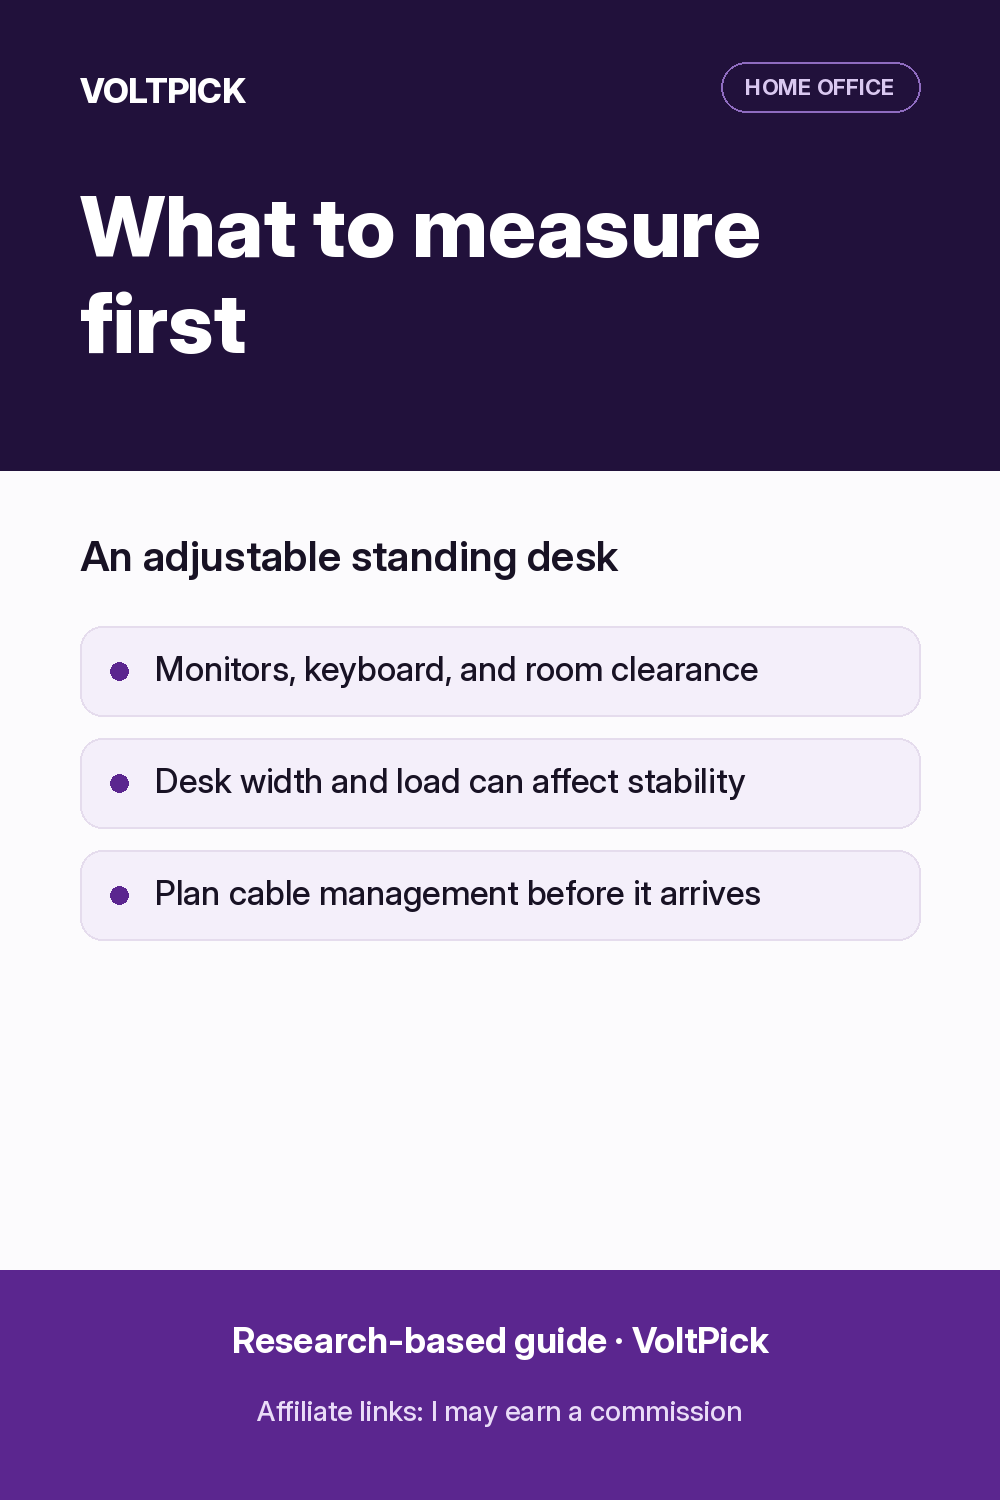 VOLTPICK
HOME OFFICE
What to measure
first
An adjustable standing desk
Monitors, keyboard, and room clearance
Desk width and load can affect stability
Plan cable management before it arrives
Research-based guide · VoltPick
Affiliate links: I may earn a commission